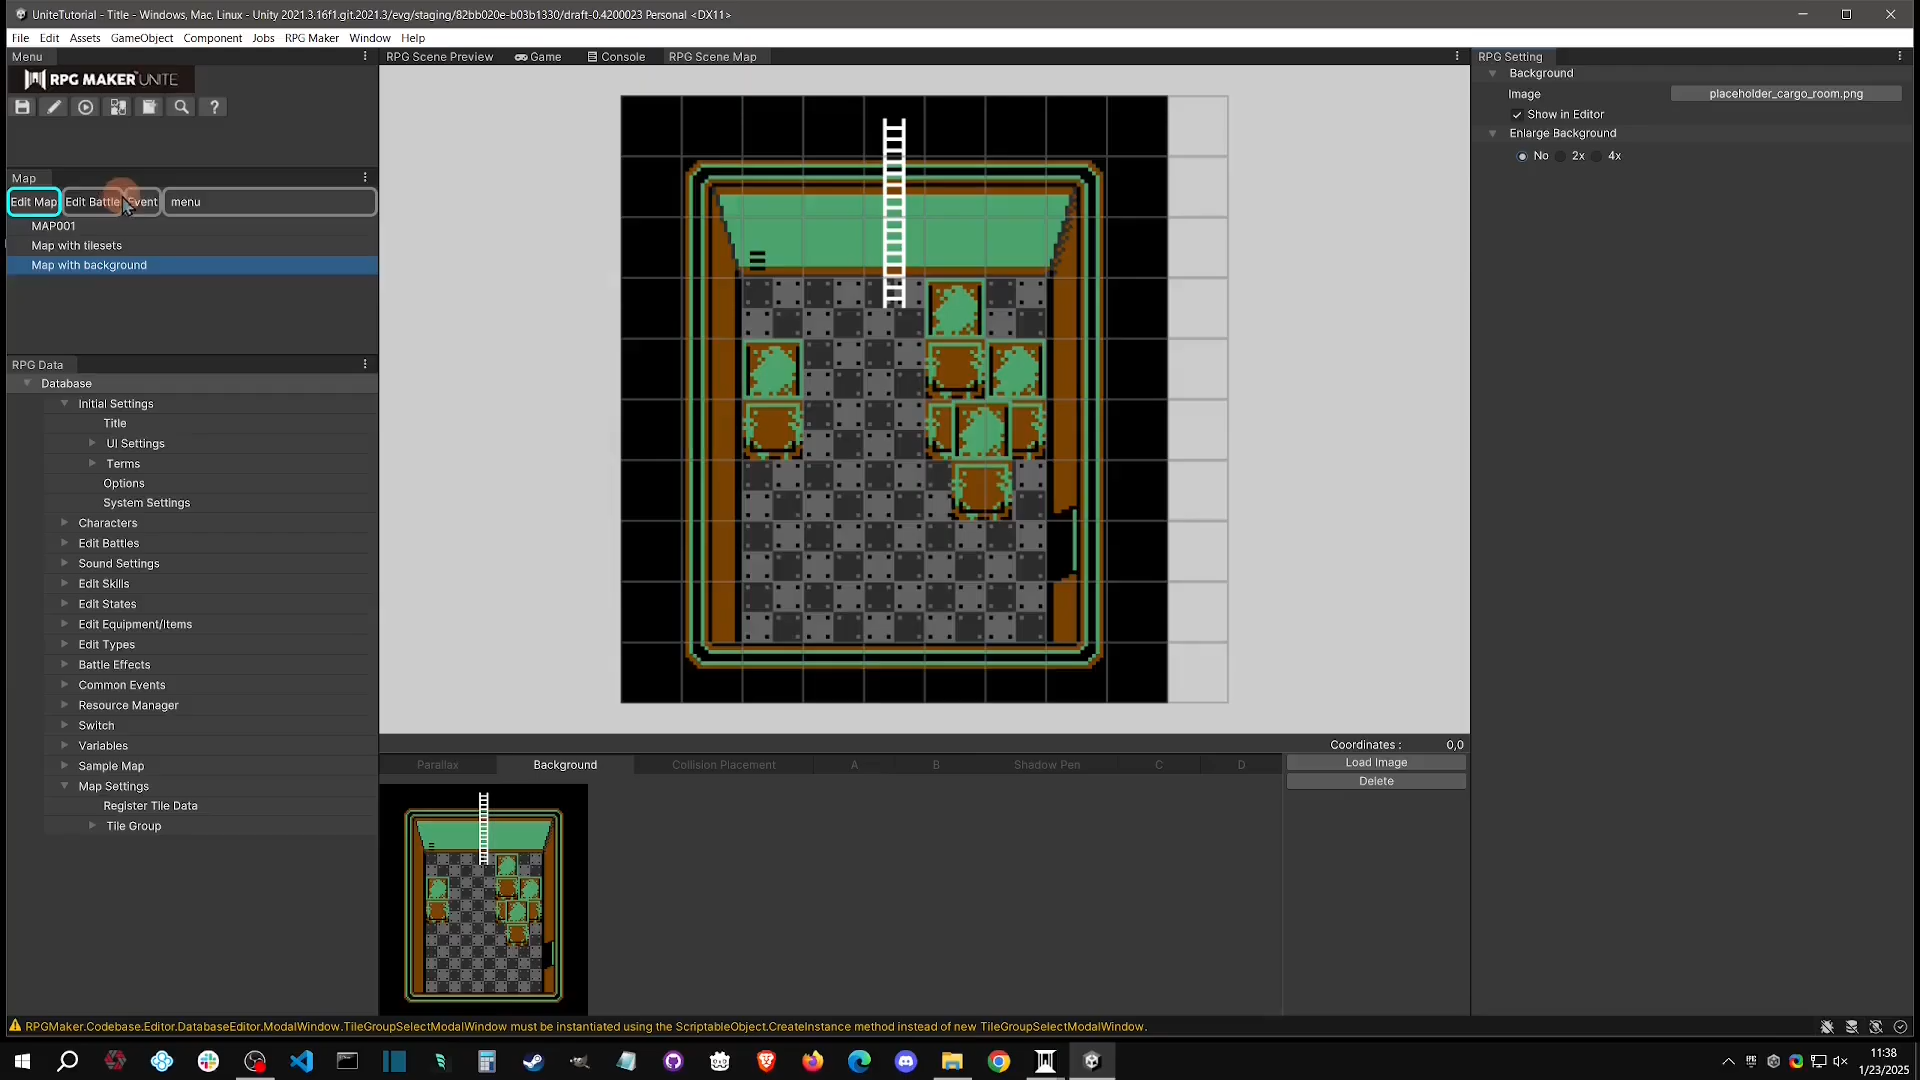 UniteTutorial - Title - Windows, Mac, Linux - Unity 2021.3.16f1.git.2021.3/evg/staging/82bb020e-b03b1330/draft-0.4200023 Personal <DX11>
File Edit Assets GameObject Component Jobs RPG Maker Window Help
Menu
RPG MAKER UNITE
RPG Scene Preview Game Console RPG Scene Map
RPG Setting
Background
Image placeholder_cargo_room.png
Show in Editor
Enlarge Background
No 2x 4x
Map
Edit Map Edit Battle Event menu
MAP001
Map with tilesets
Map with background
RPG Data
Database
Initial Settings
Title
UI Settings
Terms
Options
System Settings
Characters
Edit Battles
Sound Settings
Edit Skills
Edit States
Edit Equipment/Items
Edit Types
Battle Effects
Common Events
Resource Manager
Switch
Variables
Sample Map
Map Settings
Register Tile Data
Tile Group
Coordinates : 0,0
Parallax Background Collision Placement A B Shadow Pen C D
Load Image
Delete
RPGMaker.Codebase.Editor.DatabaseEditor.ModalWindow.TileGroupSelectModalWindow must be instantiated using the ScriptableObject.CreateInstance method instead of new TileGroupSelectModalWindow.
11:38
1/23/2025